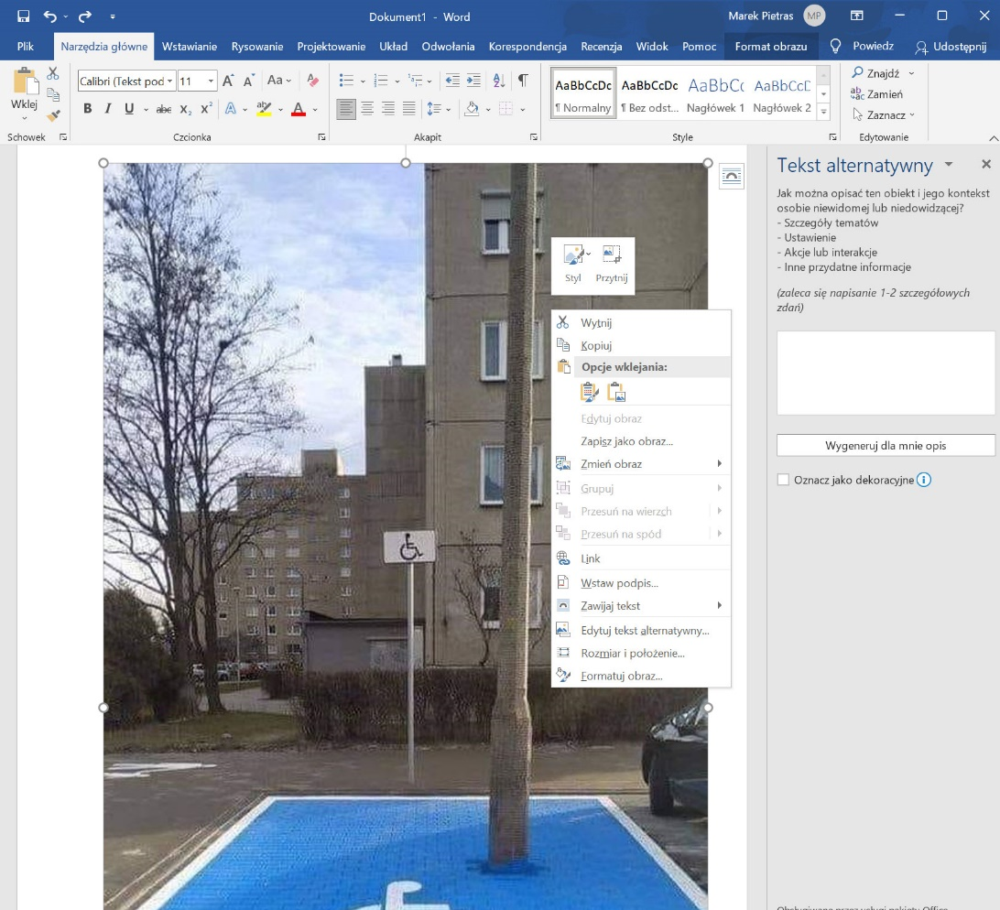 Dokument1 - Word
Marek Pietras MP
Plik Narzędzia główne Wstawianie Rysowanie Projektowanie Układ Odwołania Korespondencja Recenzja Widok Pomoc Format obrazu Powiedz Udostępnij
Wklej
Schowek
Calibri (Tekst pod 11
Aa
B I U abc X₂ X² A aby A
Czcionka
Akapit
AaBbCcDc AaBbCcDc AaBbCc AaBbCcC
¶ Normalny ¶ Bez odst... Nagłówek 1 Nagłówek 2
Style
Znajdź
Zamień
Zaznacz
Edytowanie
Styl Przytnij
Wytnij
Kopiuj
Opcje wklejania:
Edytuj obraz
Zapisz jako obraz...
Zmień obraz
Grupuj
Przesuń na wierzch
Przesuń na spód
Link
Wstaw podpis...
Zawijaj tekst
Edytuj tekst alternatywny...
Rozmiar i położenie...
Formatuj obraz...
Tekst alternatywny
Jak można opisać ten obiekt i jego kontekst
osobie niewidomej lub niedowidzącej?
- Szczegóły tematów
- Ustawienie
- Akcje lub interakcje
- Inne przydatne informacje
(zaleca się napisanie 1-2 szczegółowych
zdań)
Wygeneruj dla mnie opis
Oznacz jako dekoracyjne